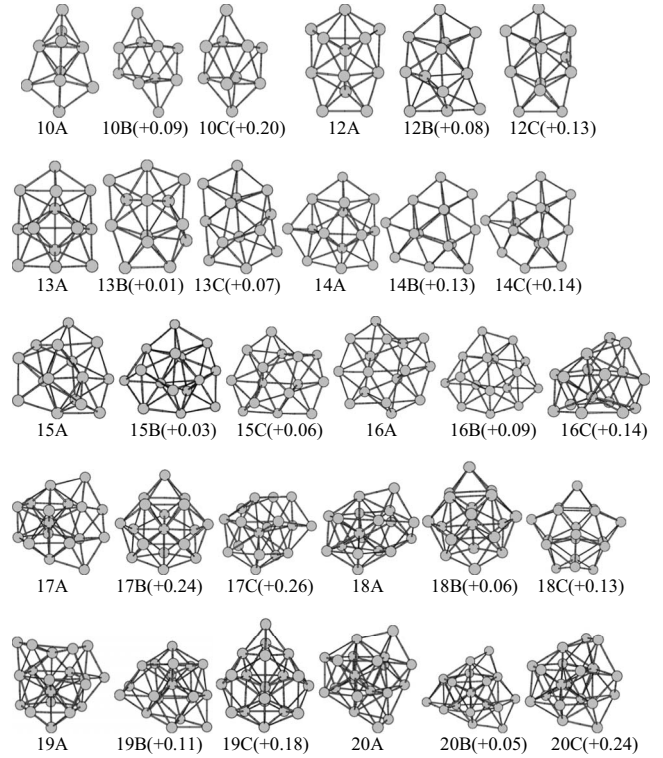 10A 10B(+0.09) 10C(+0.20) 12A 12B(+0.08) 12C(+0.13)
13A 13B(+0.01) 13C(+0.07) 14A 14B(+0.13) 14C(+0.14)
15A 15B(+0.03) 15C(+0.06) 16A 16B(+0.09) 16C(+0.14)
17A 17B(+0.24) 17C(+0.26) 18A 18B(+0.06) 18C(+0.13)
19A 19B(+0.11) 19C(+0.18) 20A 20B(+0.05) 20C(+0.24)